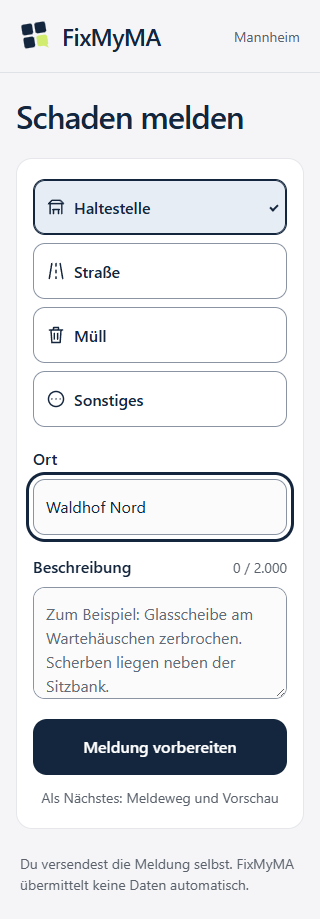 FixMyMA
Mannheim
Schaden melden
Haltestelle
Straße
Müll
Sonstiges
Ort
Waldhof Nord
Beschreibung
0 / 2.000
Zum Beispiel: Glasscheibe am
Wartehäuschen zerbrochen.
Scherben liegen neben der
Sitzbank.
Meldung vorbereiten
Als Nächstes: Meldeweg und Vorschau
Du versendest die Meldung selbst. FixMyMA
übermittelt keine Daten automatisch.